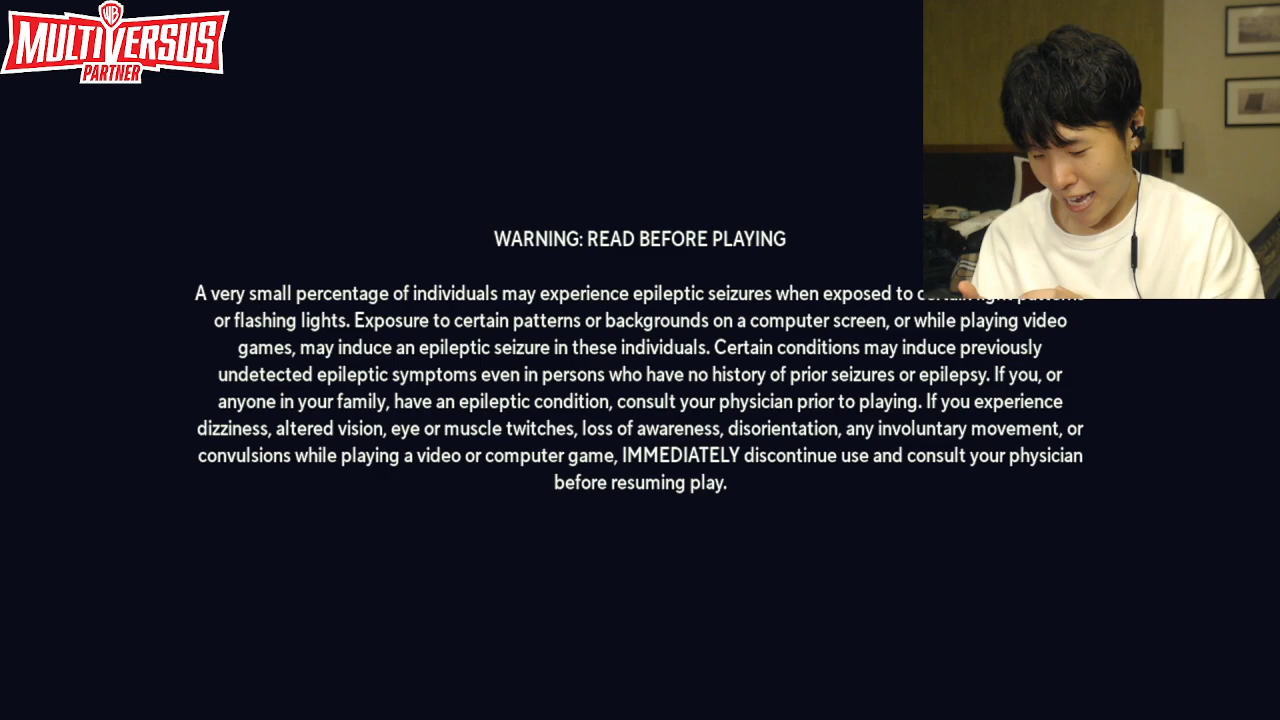 WB
MULTIVERSUS
PARTNER
WARNING: READ BEFORE PLAYING
A very small percentage of individuals may experience epileptic seizures when exposed to
or flashing lights. Exposure to certain patterns or backgrounds on a computer screen, or while playing video
games, may induce an epileptic seizure in these individuals. Certain conditions may induce previously
undetected epileptic symptoms even in persons who have no history of prior seizures or epilepsy. If you, or
anyone in your family, have an epileptic condition, consult your physician prior to playing. If you experience
dizziness, altered vision, eye or muscle twitches, loss of awareness, disorientation, any involuntary movement, or
convulsions while playing a video or computer game, IMMEDIATELY discontinue use and consult your physician
before resuming play.